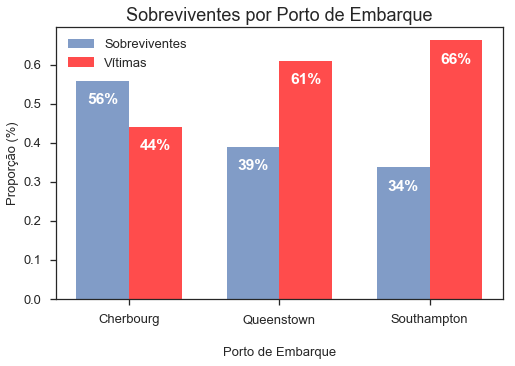 Sobreviventes por Porto de Embarque
Sobreviventes
Vítimas
Proporção (%)
0.6
0.5
0.4
0.3
0.2
0.1
0.0
56%
44%
39%
61%
34%
66%
Cherbourg
Queenstown
Southampton
Porto de Embarque